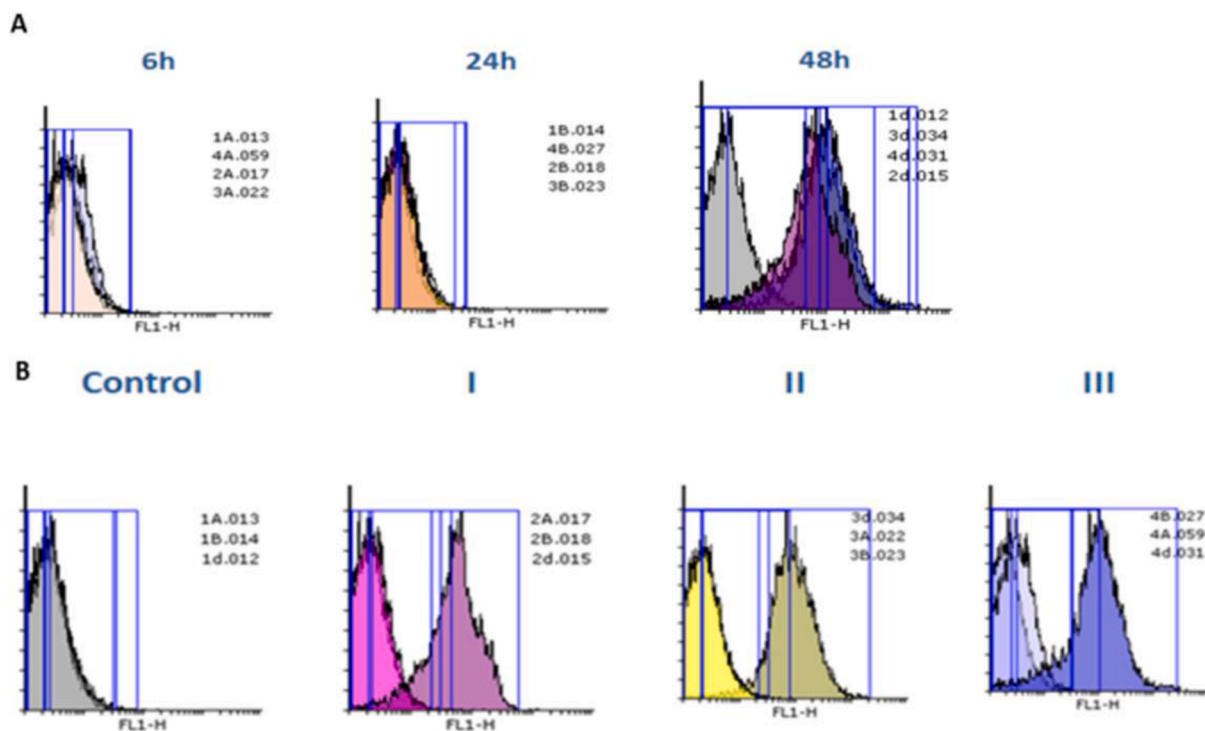 A
6h
24h
48h
1A.013
4A.059
2A.017
3A.022
FL1-H
1B.014
4B.027
2B.018
3B.023
FL1-H
1d.012
3d.034
4d.031
2d.015
FL1-H
B
Control
I
II
III
1A.013
1B.014
1d.012
FL1-H
2A.017
2B.018
2d.015
FL1-H
3d.034
3A.022
3B.023
FL1-H
4B.027
4A.059
4d.031
FL1-H